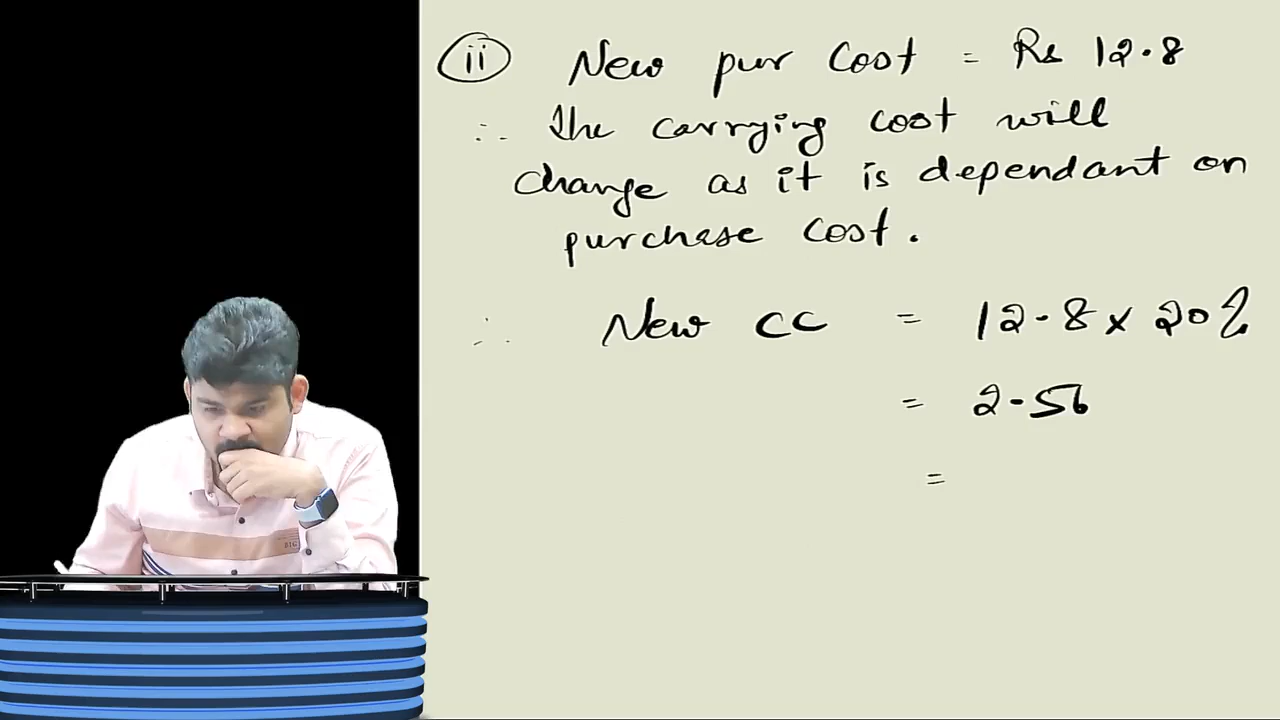 ii New pur Cost = Rs 12.8
∴ The carrying cost will
change as it is dependant on
purchase cost.
∴ New CC = 12.8 x 20%
= 2.56
=